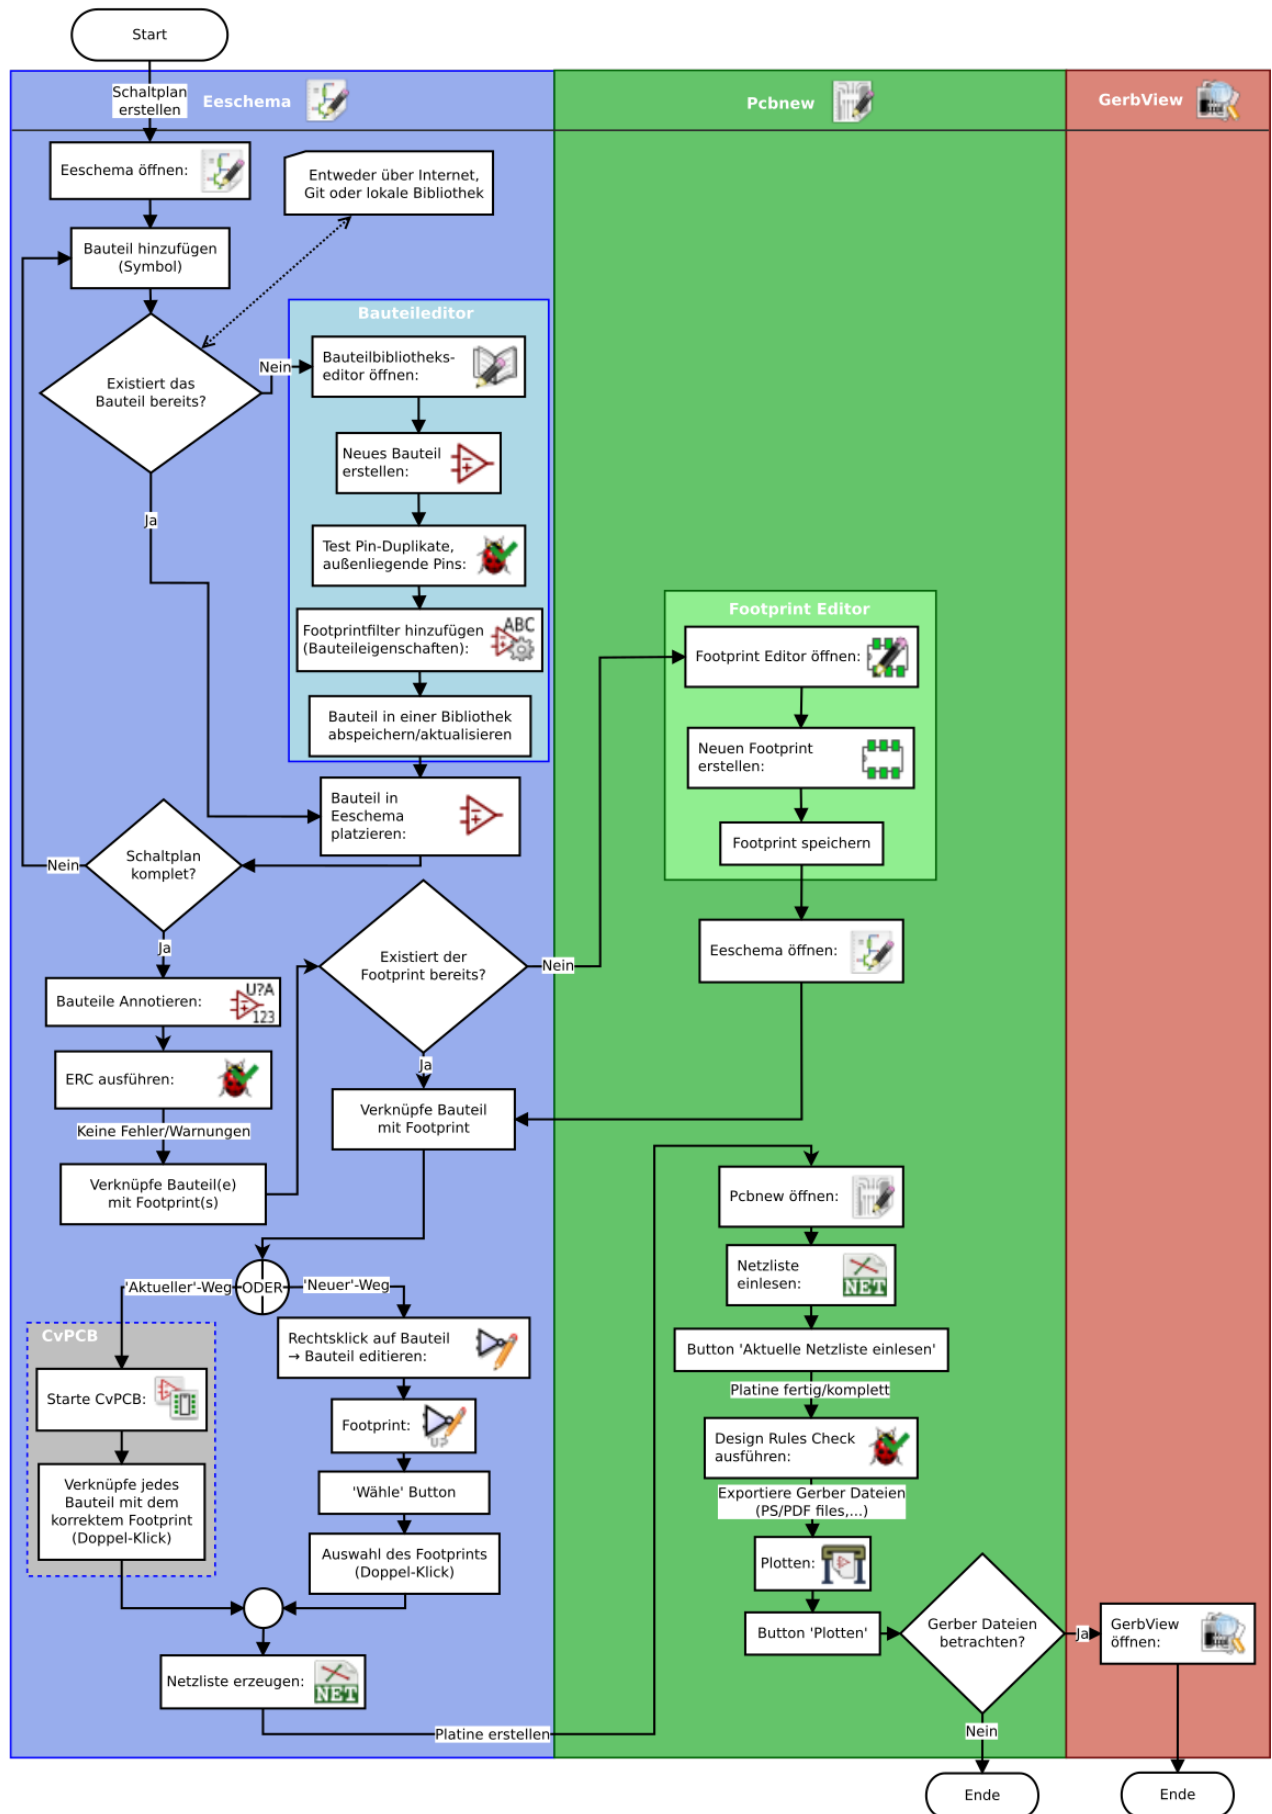 Start
Schaltplan
erstellen
Eeschema
Pcbnew
GerbView
Eeschema öffnen:
Entweder über Internet,
Git oder lokale Bibliothek
Bauteil hinzufügen
(Symbol)
Existiert das
Bauteil bereits?
Nein
Ja
Bauteileditor
Bauteilbibliotheks-
editor öffnen:
Neues Bauteil
erstellen:
Test Pin-Duplikate,
außenliegende Pins:
Footprintfilter hinzufügen
(Bauteileigenschaften):
ABC
Bauteil in einer Bibliothek
abspeichern/aktualisieren
Bauteil in
Eeschema
platzieren:
Schaltplan
komplet?
Nein
Ja
Bauteile Annotieren:
U?A
123
ERC ausführen:
Keine Fehler/Warnungen
Verknüpfe Bauteil(e)
mit Footprint(s)
Existiert der
Footprint bereits?
Nein
Ja
Footprint Editor
Footprint Editor öffnen:
Neuen Footprint
erstellen:
Footprint speichern
Eeschema öffnen:
Verknüpfe Bauteil
mit Footprint
'Aktueller'-Weg
ODER
'Neuer'-Weg
CvPCB
Starte CvPCB:
Verknüpfe jedes
Bauteil mit dem
korrektem Footprint
(Doppel-Klick)
Rechtsklick auf Bauteil
→ Bauteil editieren:
Footprint:
UP
'Wähle' Button
Auswahl des Footprints
(Doppel-Klick)
Netzliste erzeugen:
NET
Platine erstellen
Pcbnew öffnen:
Netzliste
einlesen:
NET
Button 'Aktuelle Netzliste einlesen'
Platine fertig/komplett
Design Rules Check
ausführen:
Exportiere Gerber Dateien
(PS/PDF files,...)
Plotten:
Button 'Plotten'
Gerber Dateien
betrachten?
Ja
Nein
GerbView
öffnen:
Ende
Ende